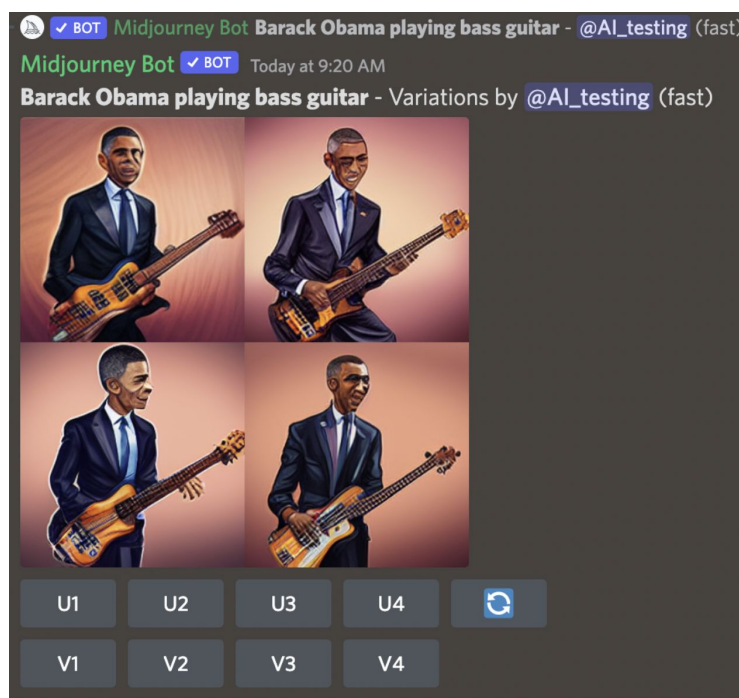 ✓ BOT Midjourney Bot Barack Obama playing bass guitar - @AI_testing (fast)
Midjourney Bot ✓ BOT Today at 9:20 AM
Barack Obama playing bass guitar - Variations by @AI_testing (fast)
U1 U2 U3 U4
V1 V2 V3 V4